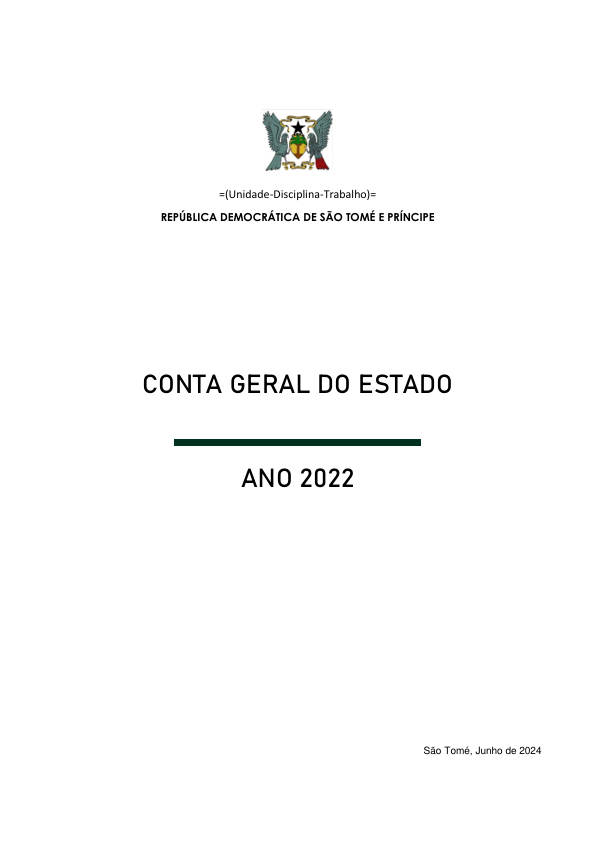 =(Unidade-Disciplina-Trabalho)=
REPÚBLICA DEMOCRÁTICA DE SÃO TOMÉ E PRÍNCIPE
CONTA GERAL DO ESTADO
ANO 2022
São Tomé, Junho de 2024